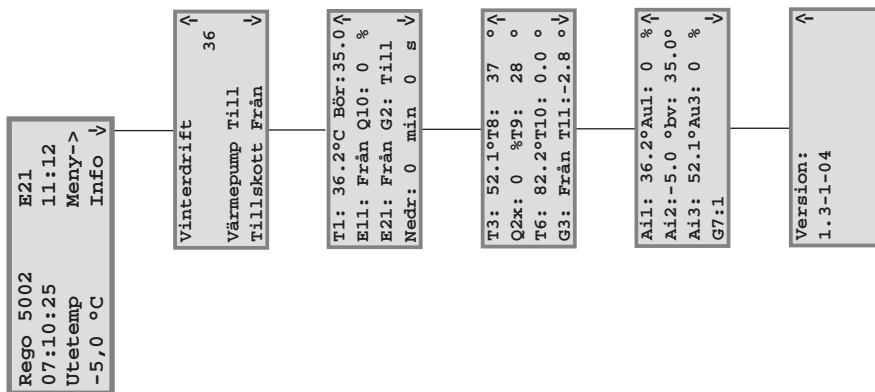 Rego 5002 E21
07:10:25 11:12
Utetemp Meny->
-5,0 °C Info
Vinterdrift
36
Värmepump Till
Tillskott Från
T1: 36.2°C Bör:35.0
E11: Från Q10: 0 %
E21: Från G2: Till
Nedr: 0 min 0 s
T3: 52.1°T8: 37 °
Q2x: 0 %T9: 28 °
T6: 82.2°T10: 0.0 °
G3: Från T11:-2.8 °
Ai1: 36.2°Au1: 0 %
Ai2:-5.0 °bv: 35.0°
Ai3: 52.1°Au3: 0 %
G7:1
Version:
1.3-1-04